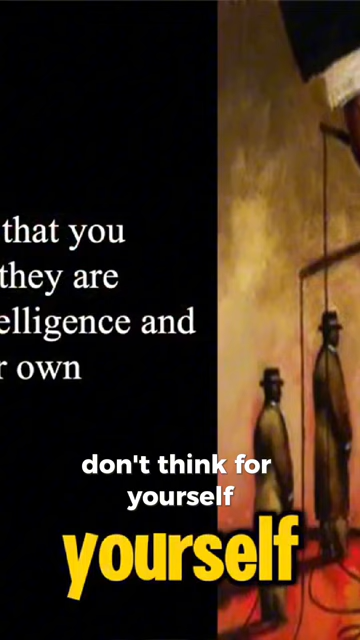 that you
they are
elligence and
r own
don't think for
yourself
yourself